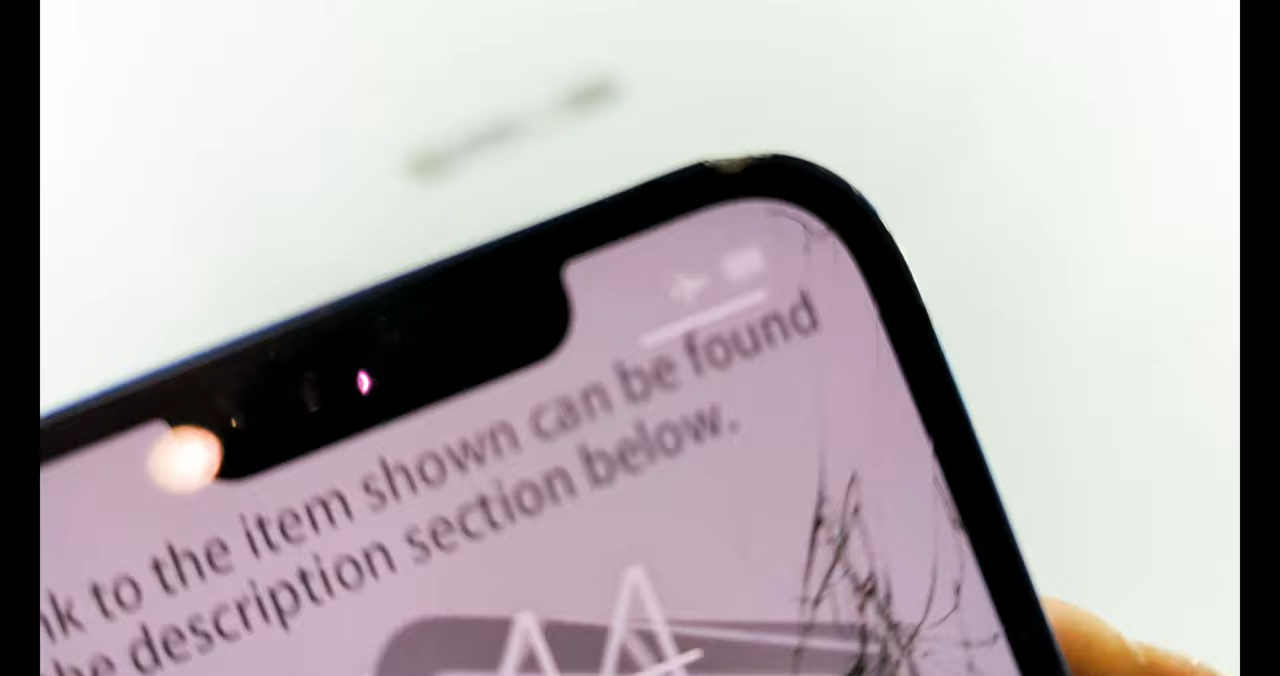 to the item shown can be found
description section below.